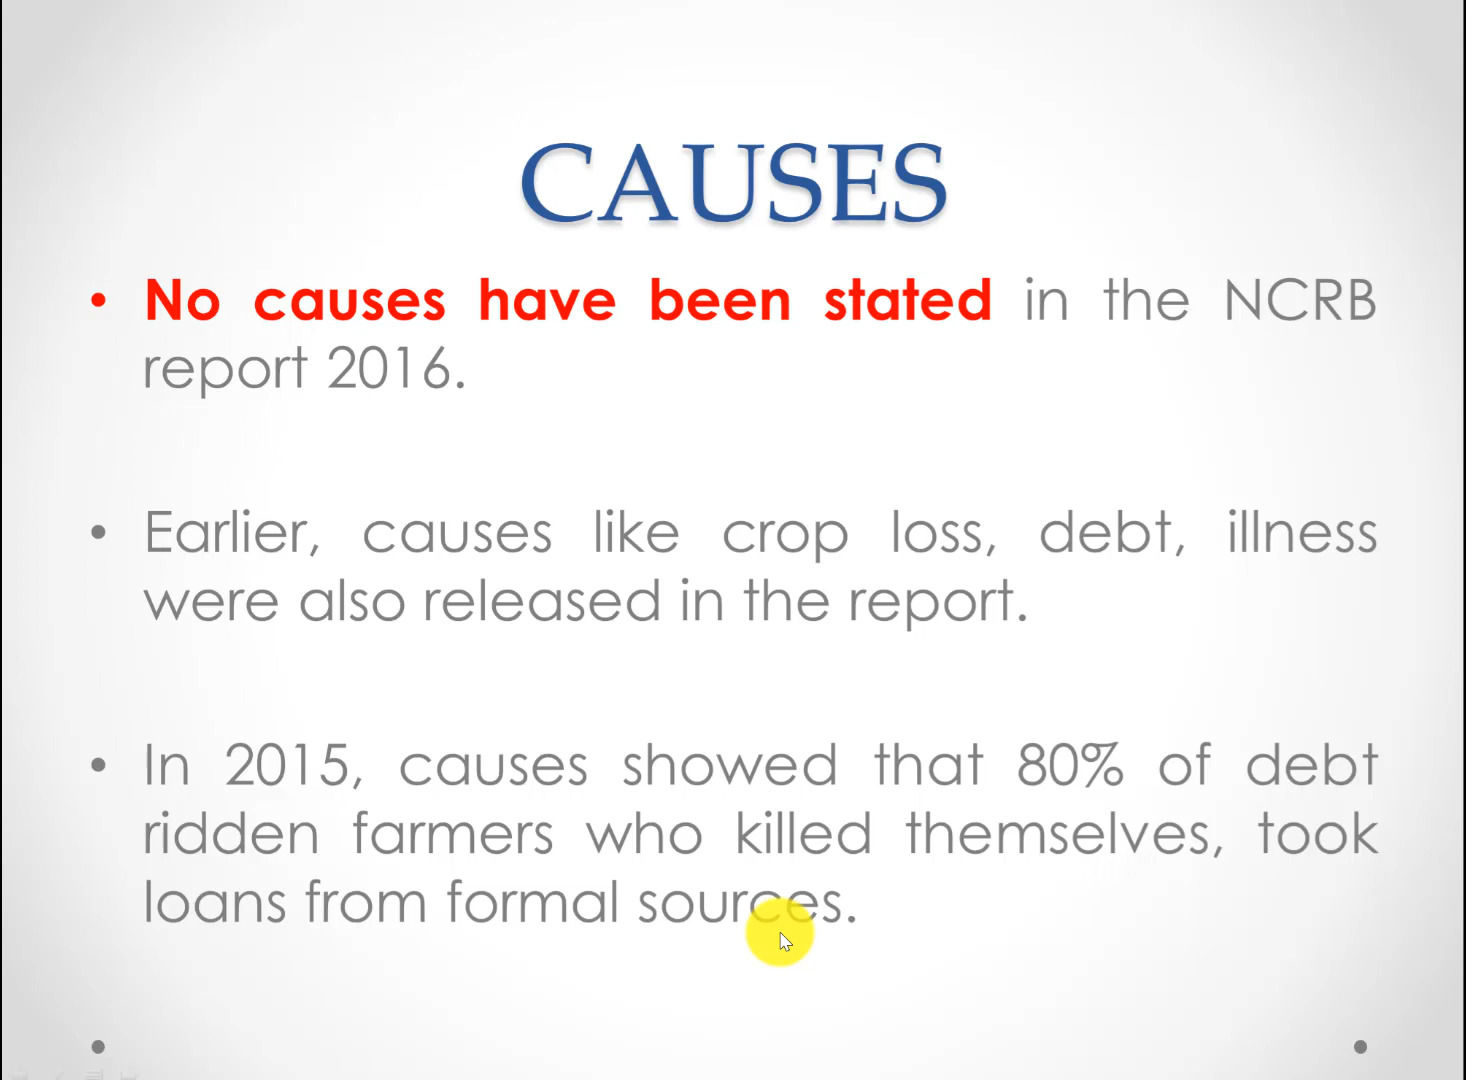 CAUSES
• No causes have been stated in the NCRB
report 2016.
• Earlier, causes like crop loss, debt, illness
were also released in the report.
• In 2015, causes showed that 80% of debt
ridden farmers who killed themselves, took
loans from formal sources.